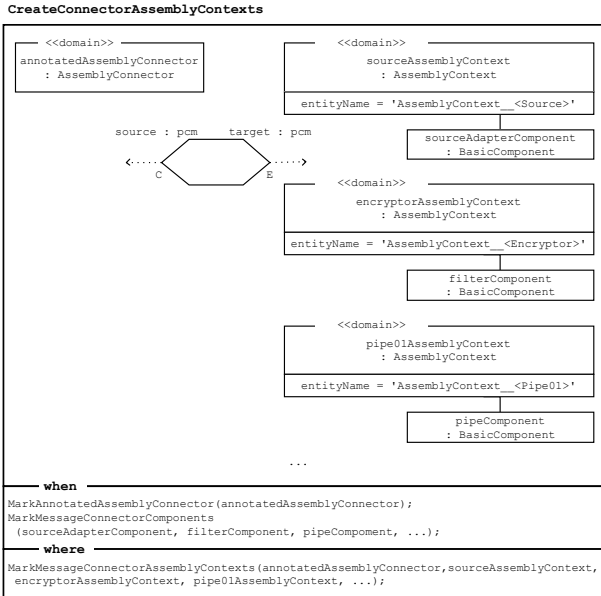 CreateConnectorAssemblyContexts
<<domain>>
annotatedAssemblyConnector
: AssemblyConnector
<<domain>>
sourceAssemblyContext
: AssemblyContext
entityName = 'AssemblyContext__<Source>'
sourceAdapterComponent
: BasicComponent
source : pcm
target : pcm
C
E
<<domain>>
encryptorAssemblyContext
: AssemblyContext
entityName = 'AssemblyContext__<Encryptor>'
filterComponent
: BasicComponent
<<domain>>
pipe01AssemblyContext
: AssemblyContext
entityName = 'AssemblyContext__<Pipe01>'
pipeComponent
: BasicComponent
...
when
MarkAnnotatedAssemblyConnector(annotatedAssemblyConnector);
MarkMessageConnectorComponents
(sourceAdapterComponent, filterComponent, pipeCompoment, ...);
where
MarkMessageConnectorAssemblyContexts(annotatedAssemblyConnector,sourceAssemblyContext,
encryptorAssemblyContext, pipe01AssemblyContext, ...);